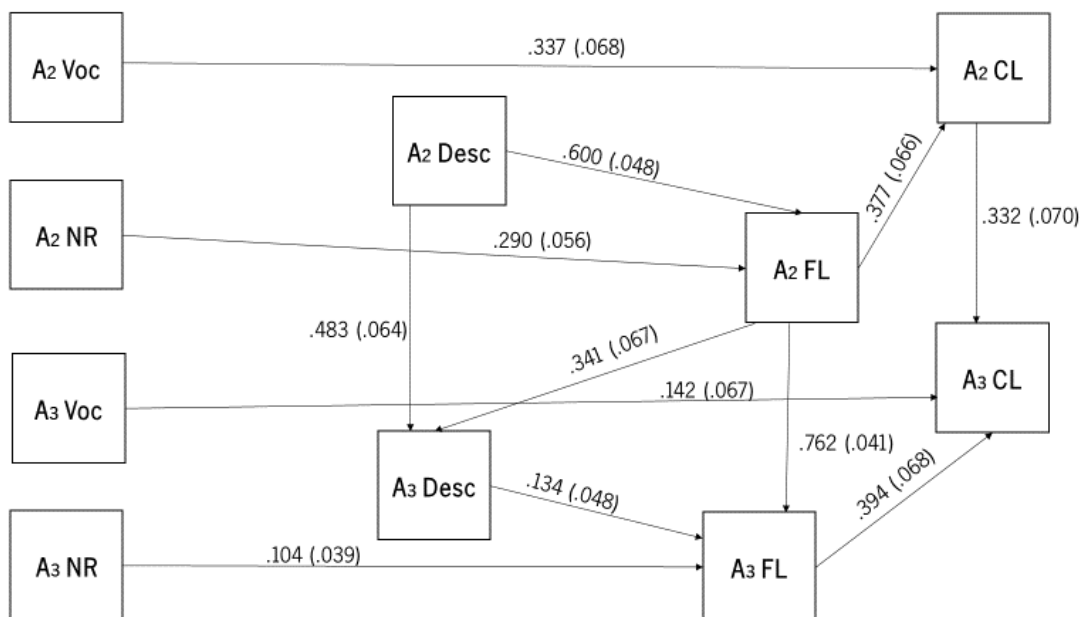 .337 (.068)
A2 Voc
A2 CL
A2 Desc
.600 (.048)
.377 (.066)
A2 NR
.290 (.056)
.332 (.070)
A2 FL
.483 (.064)
.341 (.067)
A3 Voc
.142 (.067)
A3 CL
.762 (.041)
A3 Desc
.134 (.048)
.394 (.068)
A3 NR
.104 (.039)
A3 FL